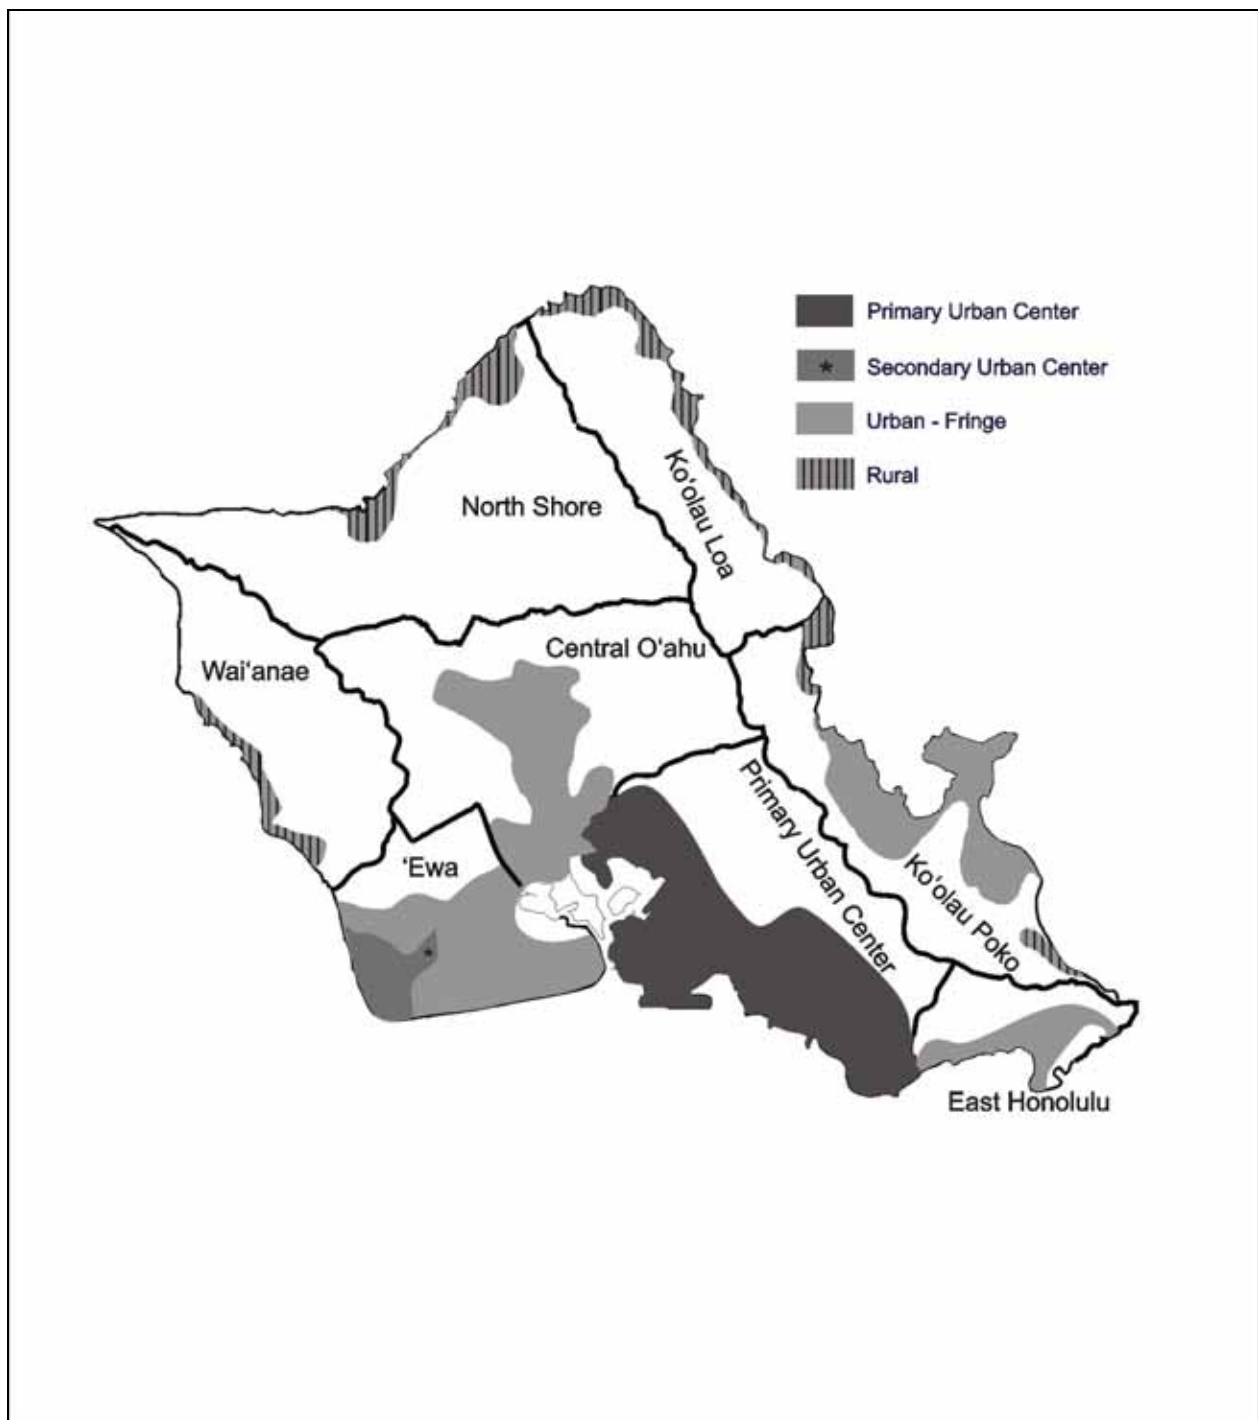 Primary Urban Center
Secondary Urban Center
Urban - Fringe
Rural
North Shore
Ko‘olau Loa
Wai‘anae
Central O‘ahu
‘Ewa
Primary Urban Center
Ko‘olau Poko
East Honolulu